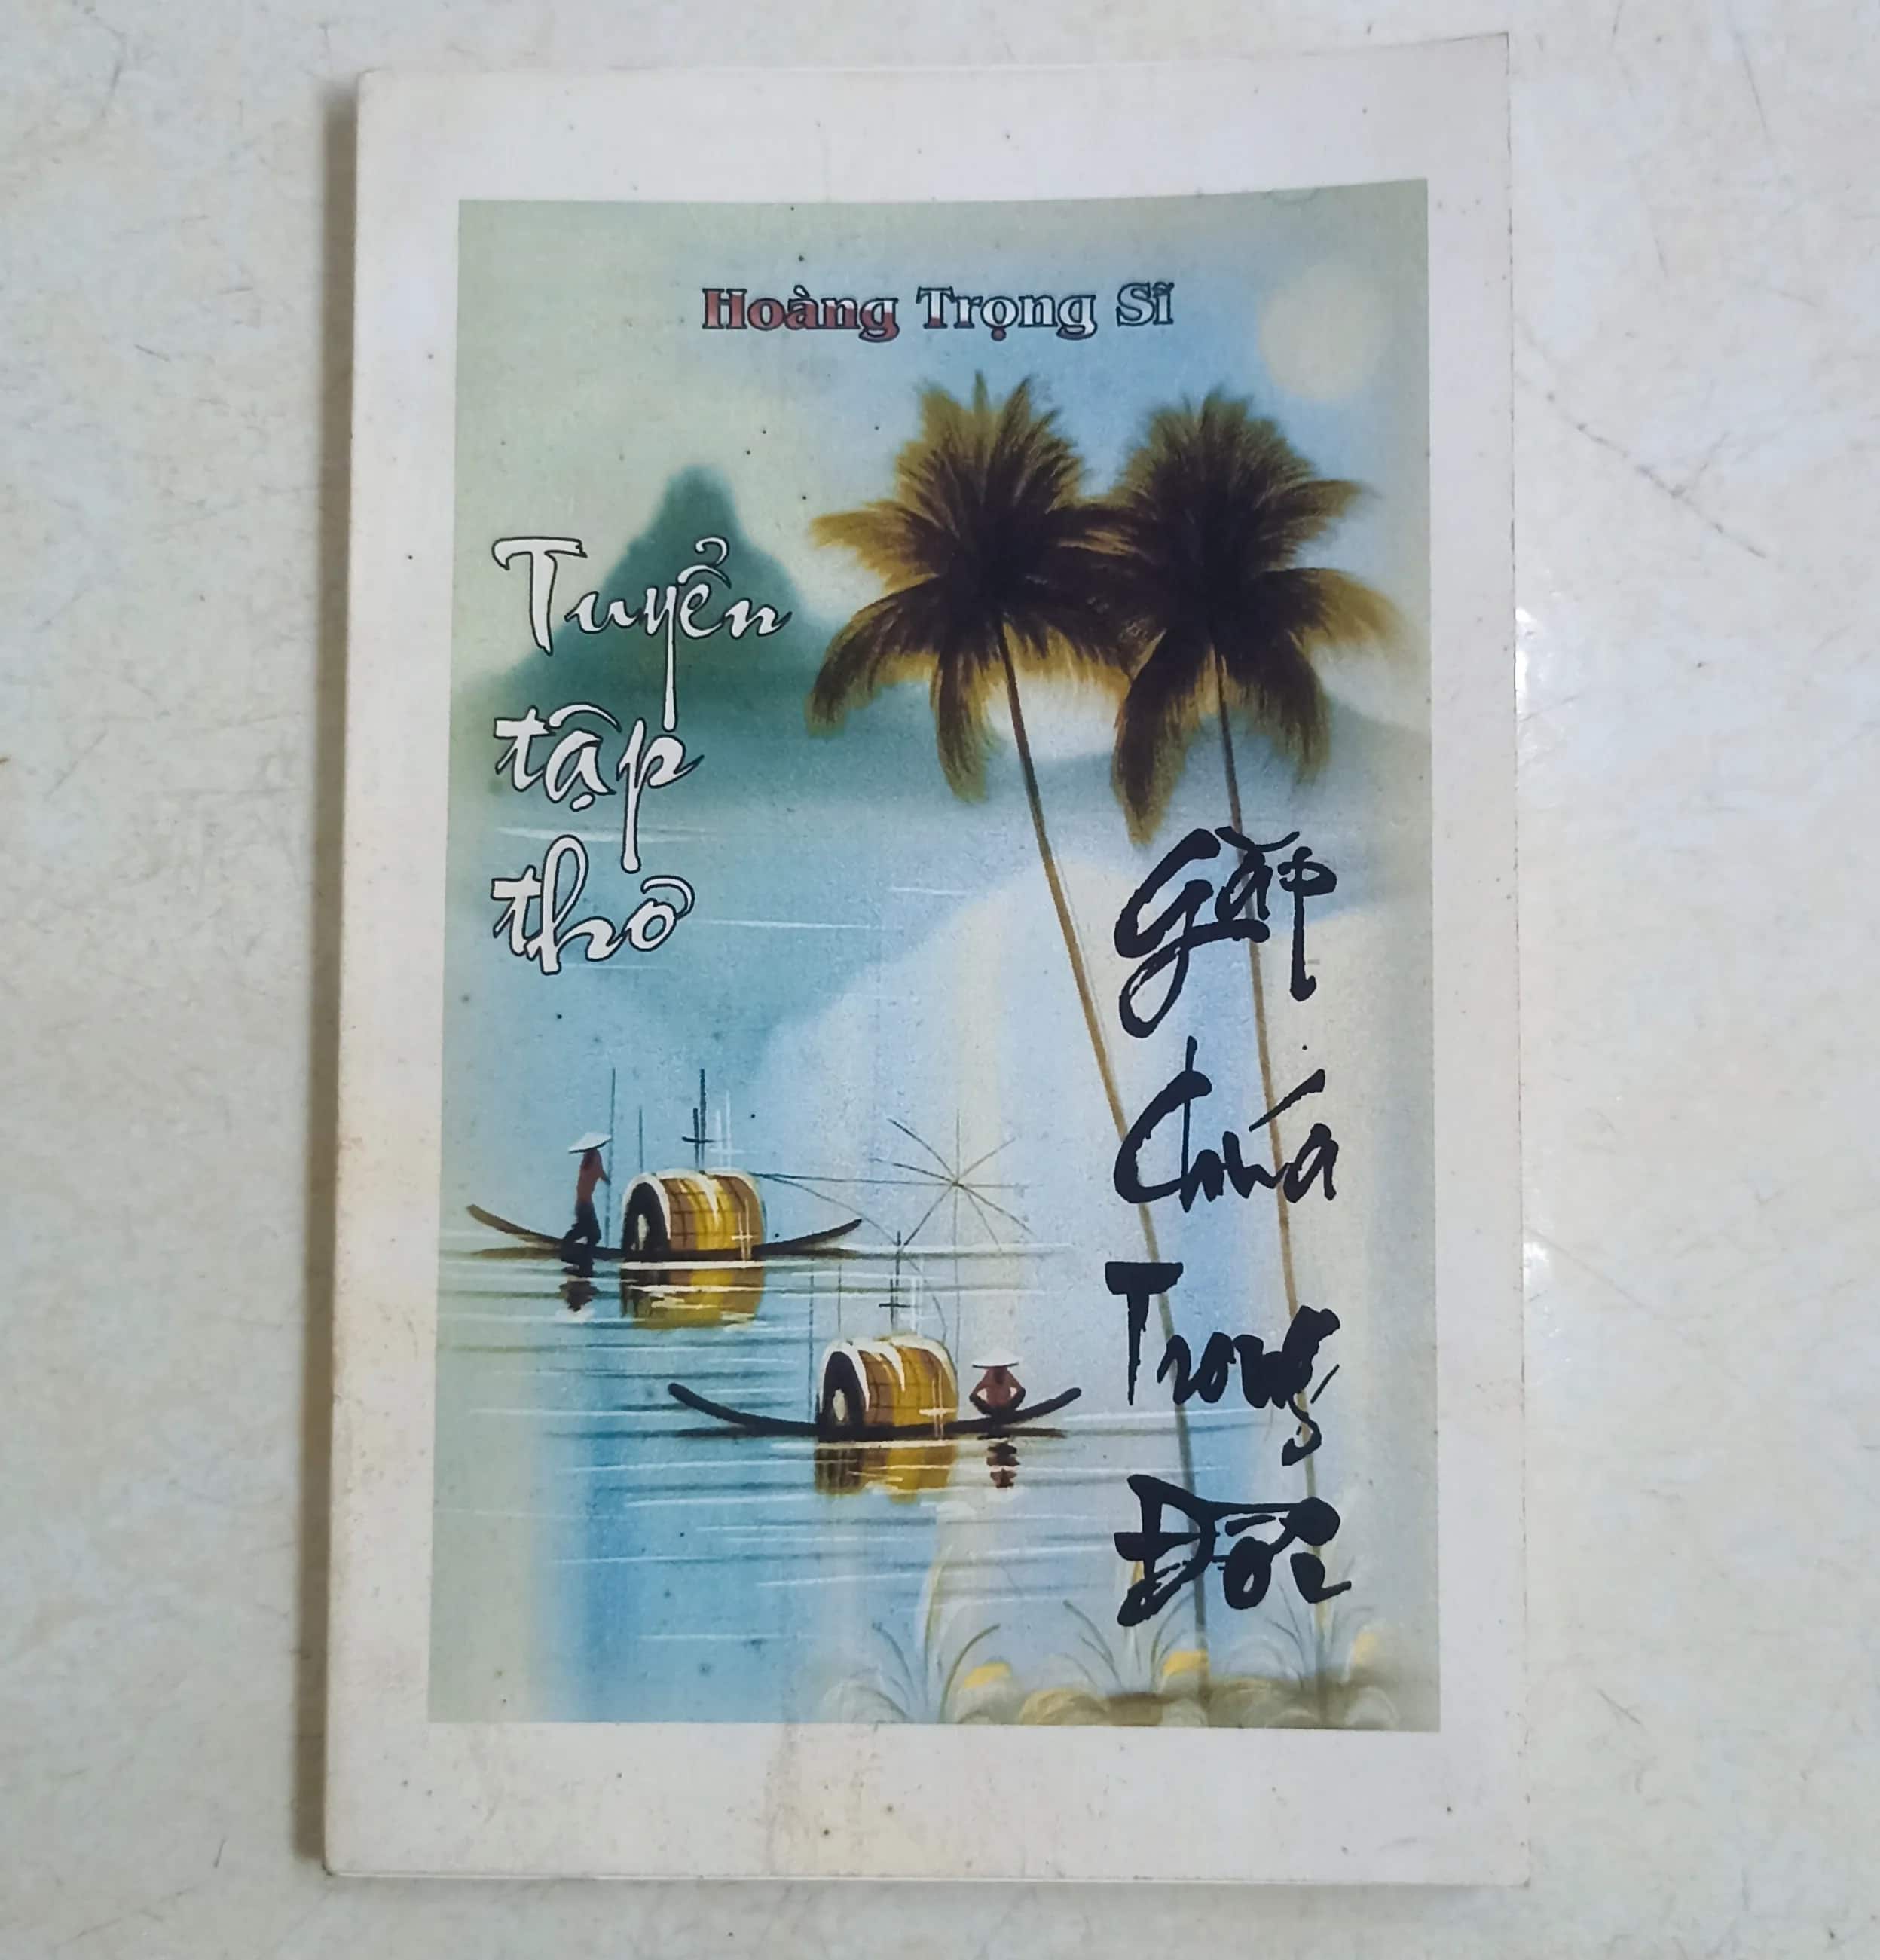 Hoàng Trọng Sĩ
Tuyển
tập
thơ
Gặp
Chúa
Trong
Đời